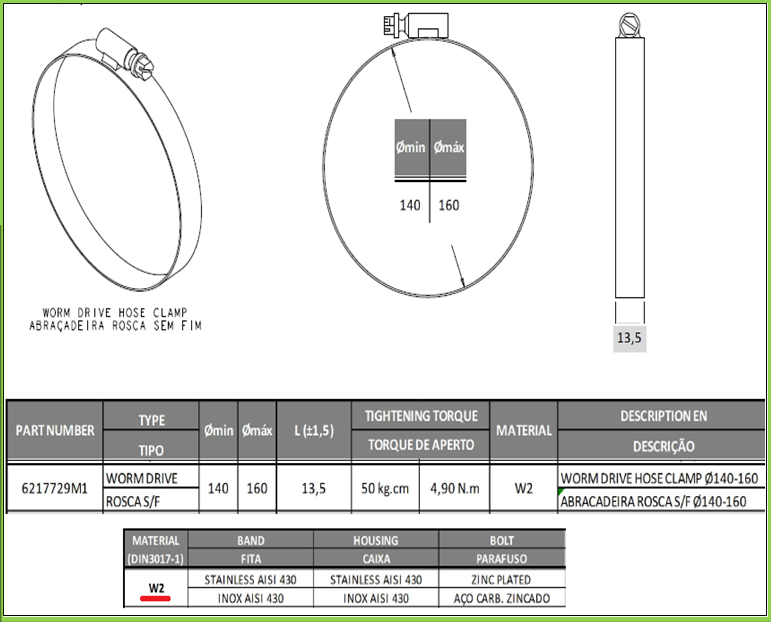 Ømin Ømáx
140 160
WORM DRIVE HOSE CLAMP
ABRAÇADEIRA ROSCA SEM FIM
13,5
PART NUMBER TYPE TIPO Ømin Ømáx L (±1,5) TIGHTENING TORQUE TORQUE DE APERTO MATERIAL DESCRIPTION EN DESCRIÇÃO
6217729M1 WORM DRIVE ROSCA S/F 140 160 13,5 50 kg.cm 4,90 N.m W2 WORM DRIVE HOSE CLAMP Ø140-160
ABRACADEIRA ROSCA S/F Ø140-160
MATERIAL BAND HOUSING BOLT
(DIN3017-1) FITA CAIXA PARAFUSO
W2 STAINLESS AISI 430 STAINLESS AISI 430 ZINC PLATED
INOX AISI 430 INOX AISI 430 AÇO CARB. ZINCADO